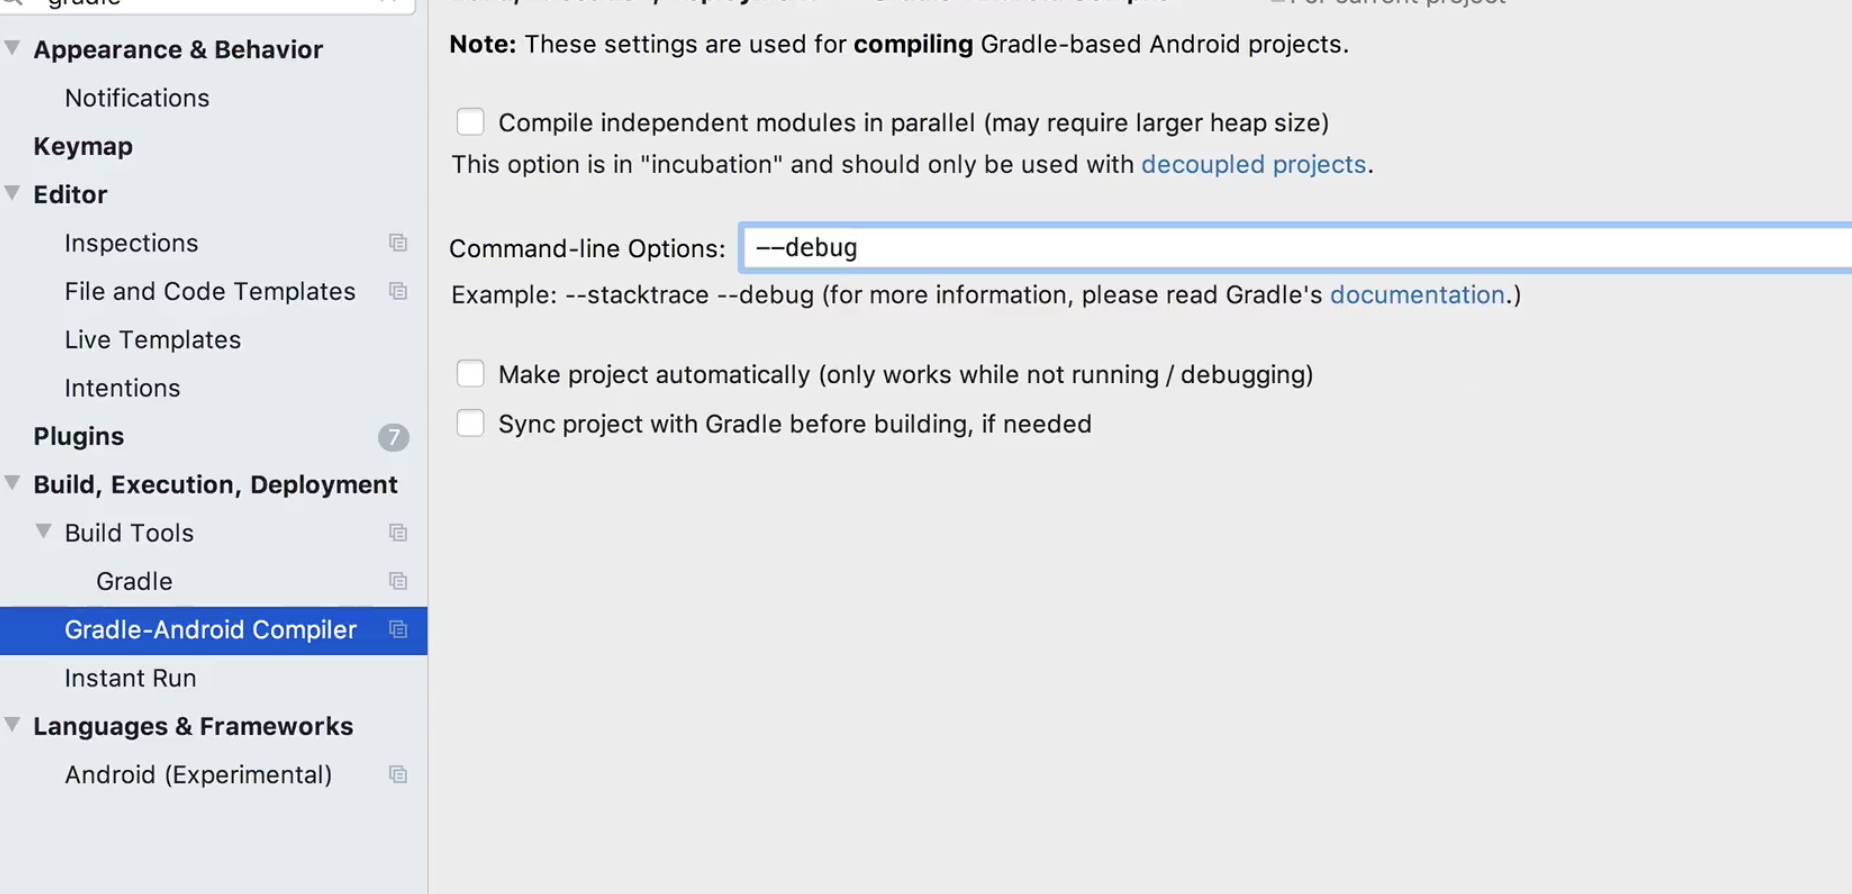 gradle
Appearance & Behavior
Notifications
Keymap
Editor
Inspections
File and Code Templates
Live Templates
Intentions
Plugins
7
Build, Execution, Deployment
Build Tools
Gradle
Gradle-Android Compiler
Instant Run
Languages & Frameworks
Android (Experimental)
For current project
Note: These settings are used for compiling Gradle-based Android projects.
Compile independent modules in parallel (may require larger heap size)
This option is in "incubation" and should only be used with decoupled projects.
Command-line Options: --debug
Example: --stacktrace --debug (for more information, please read Gradle's documentation.)
Make project automatically (only works while not running / debugging)
Sync project with Gradle before building, if needed